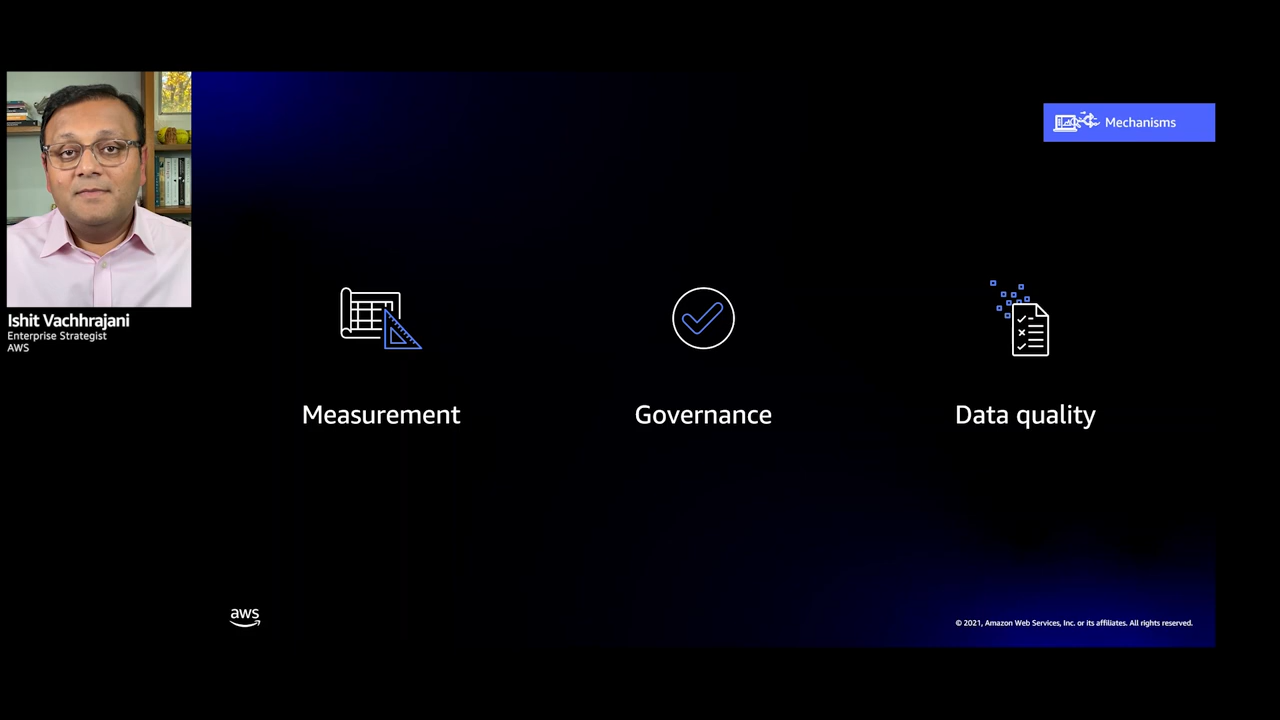 Mechanisms
Ishit Vachhrajani
Enterprise Strategist
AWS
Measurement
Governance
Data quality
aws
© 2021, Amazon Web Services, Inc. or its affiliates. All rights reserved.